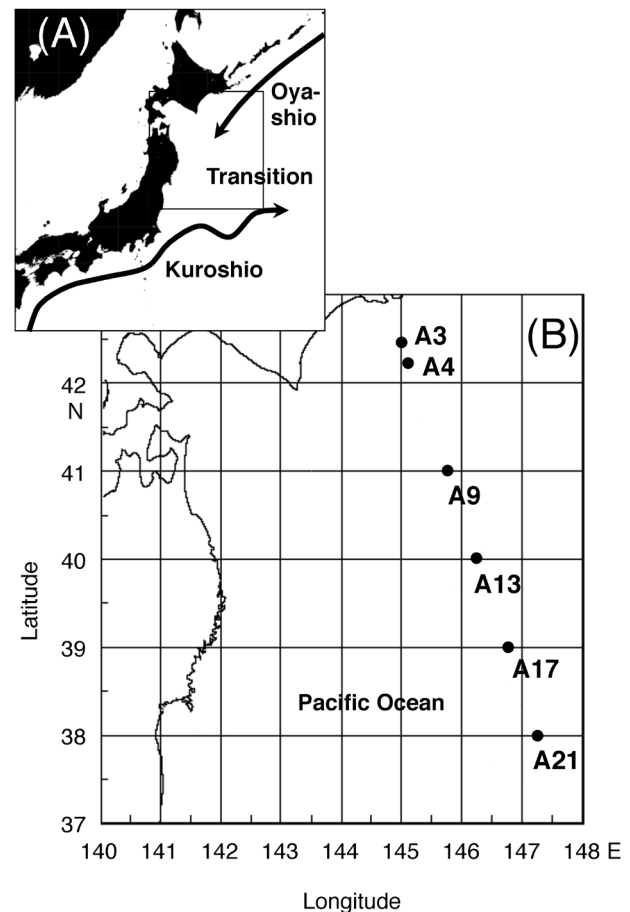 (A)
Oya-
shio
Transition
Kuroshio
(B)
A3
A4
42
N
41
A9
40
A13
Latitude
39
A17
Pacific Ocean
38
A21
37
140 141 142 143 144 145 146 147 148 E
Longitude